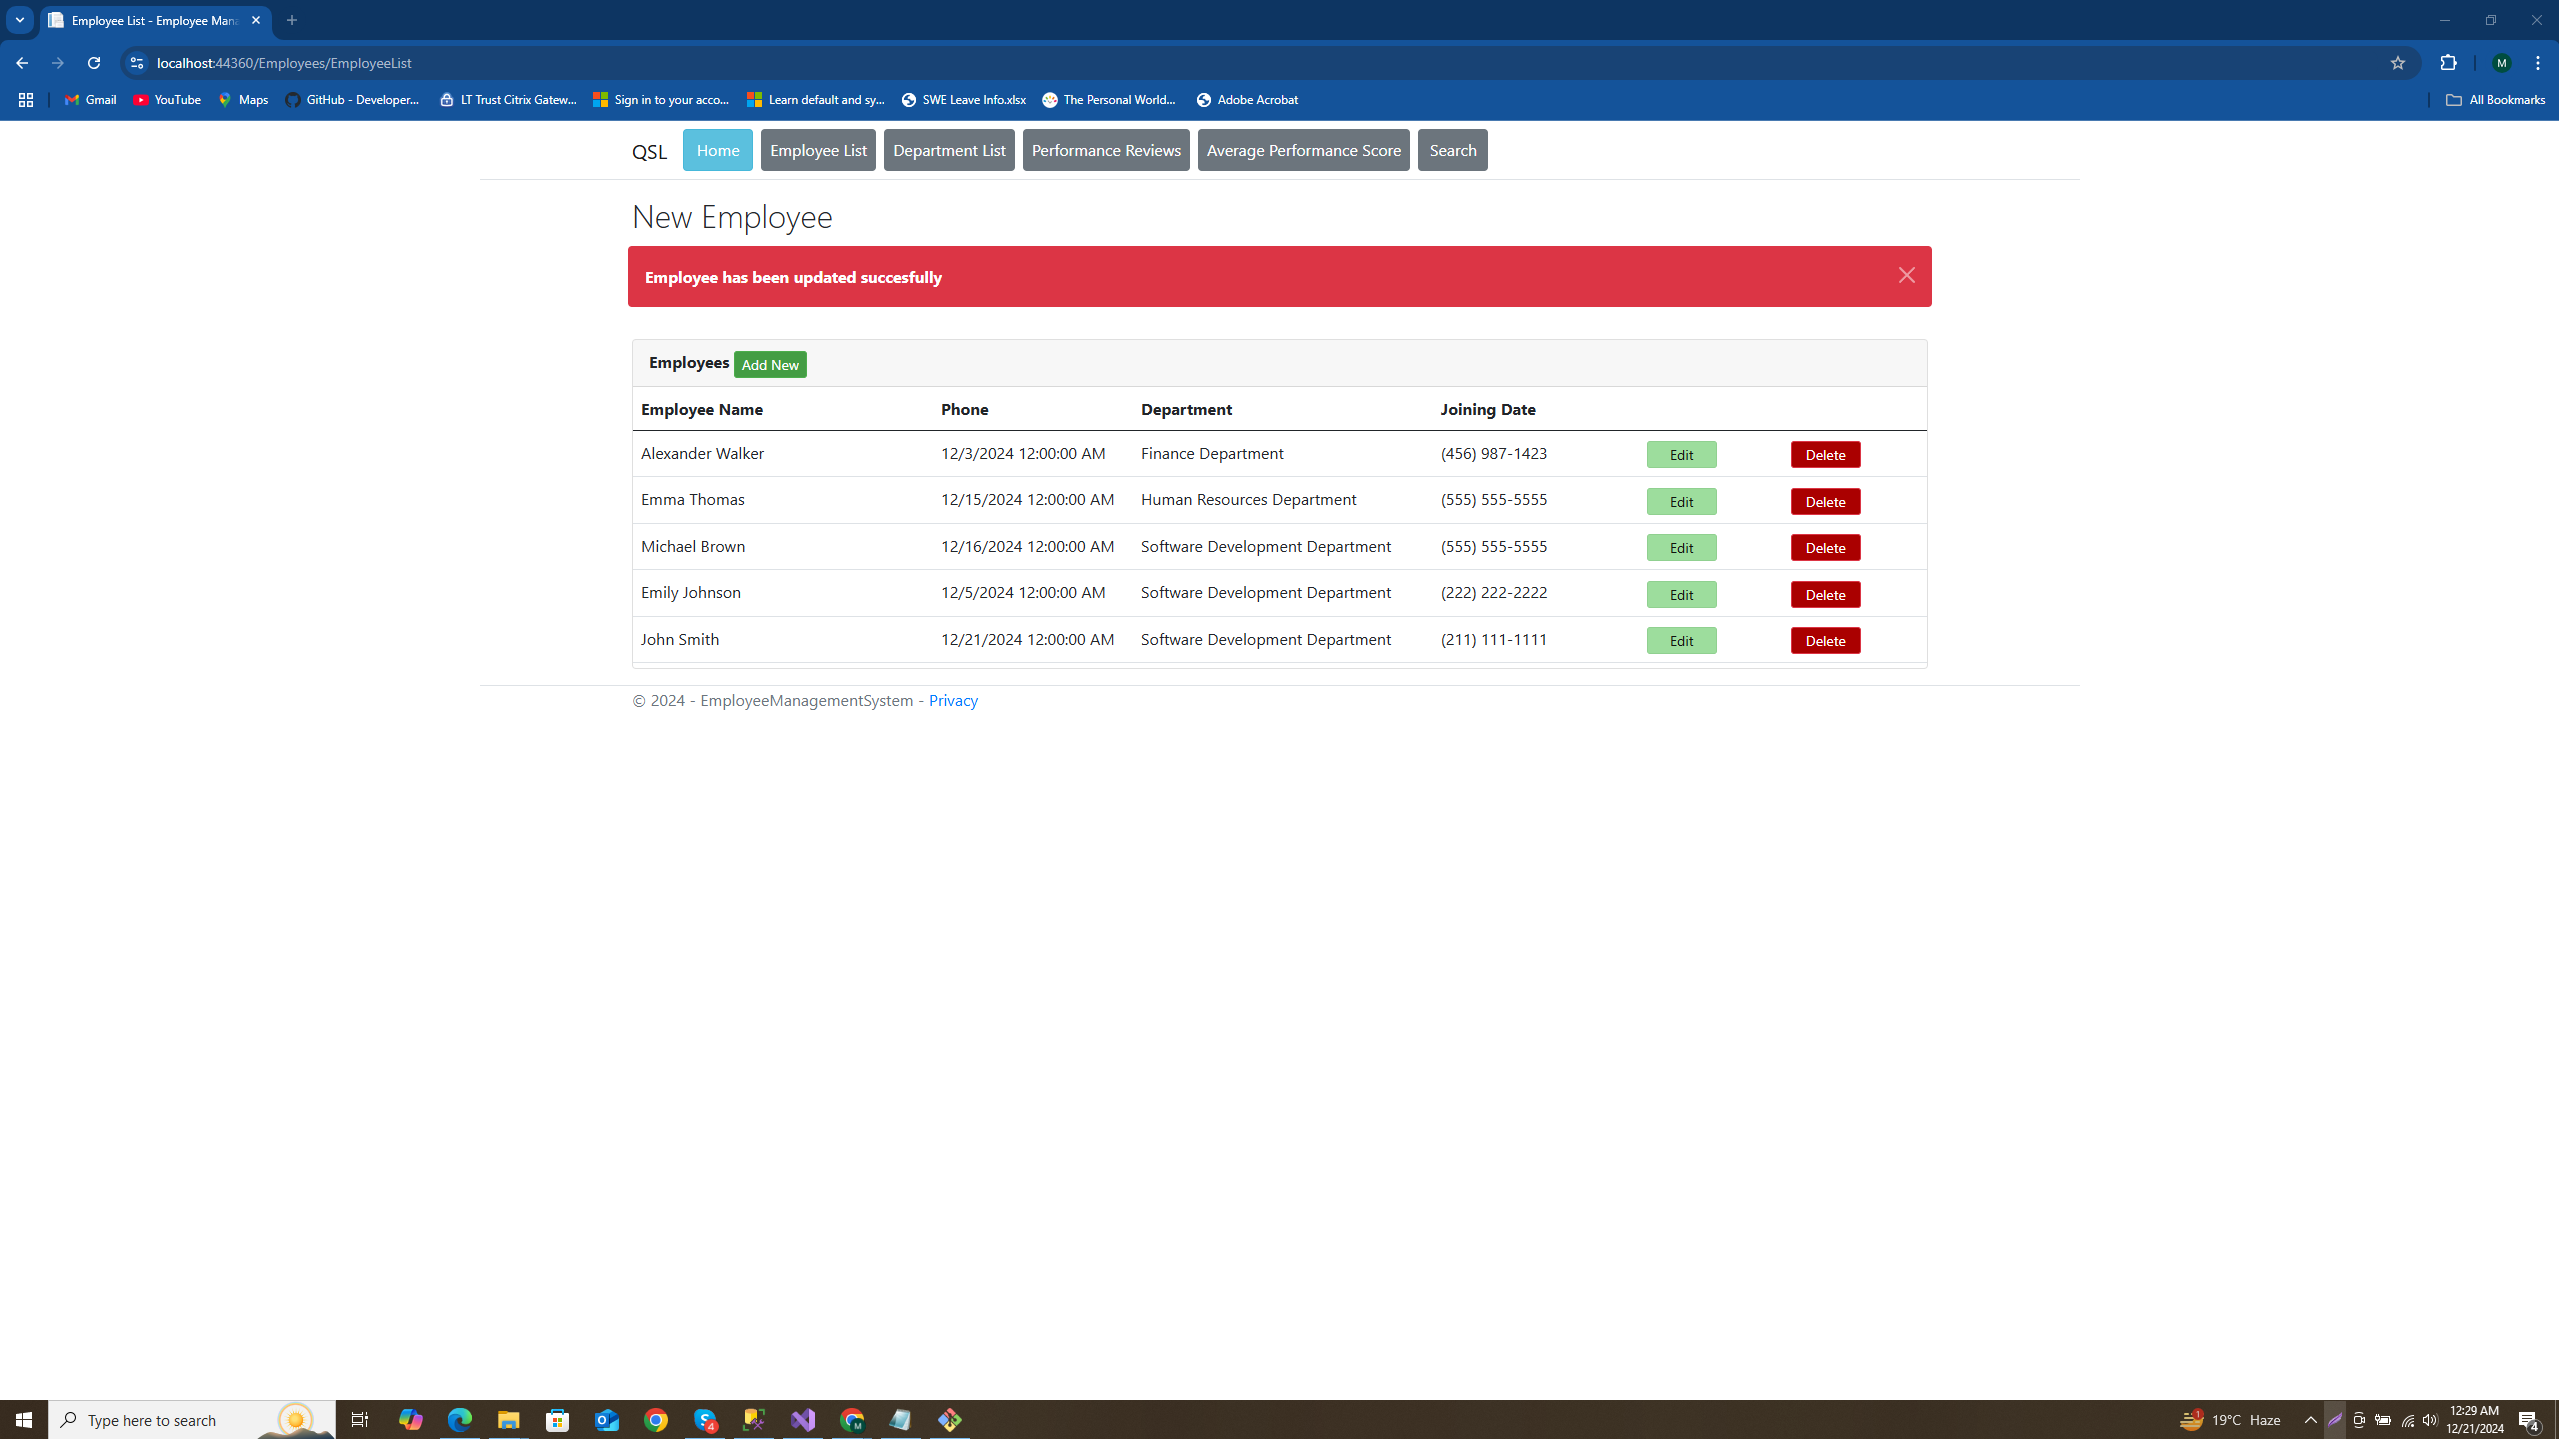 Employee List - Employee Mana
localhost:44360/Employees/EmployeeList
M
Gmail YouTube Maps GitHub - Developer... LT Trust Citrix Gatew... Sign in to your acco... Learn default and sy... SWE Leave Info.xlsx The Personal World... Adobe Acrobat All Bookmarks
QSL Home Employee List Department List Performance Reviews Average Performance Score Search
New Employee
Employee has been updated succesfully
Employees Add New
Employee Name Phone Department Joining Date
Alexander Walker 12/3/2024 12:00:00 AM Finance Department (456) 987-1423 Edit Delete
Emma Thomas 12/15/2024 12:00:00 AM Human Resources Department (555) 555-5555 Edit Delete
Michael Brown 12/16/2024 12:00:00 AM Software Development Department (555) 555-5555 Edit Delete
Emily Johnson 12/5/2024 12:00:00 AM Software Development Department (222) 222-2222 Edit Delete
John Smith 12/21/2024 12:00:00 AM Software Development Department (211) 111-1111 Edit Delete
© 2024 - EmployeeManagementSystem - Privacy
Type here to search 4 M 1 19°C Haze 12:29 AM
12/21/2024 4